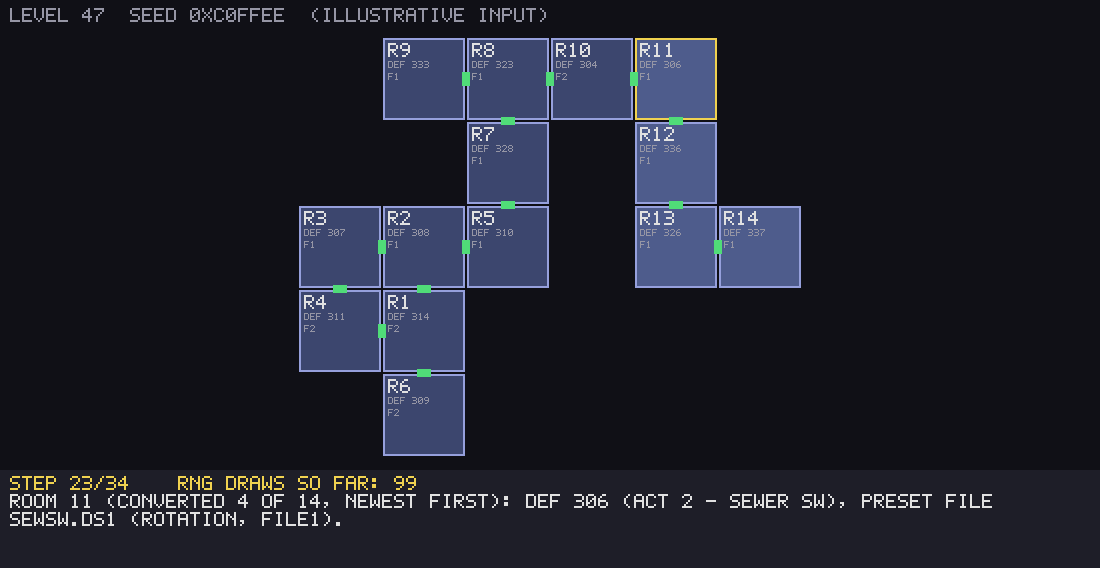 LEVEL 47  SEED 0XC0FFEE  (ILLUSTRATIVE INPUT)
R9 R8 R10 R11
DEF 333 DEF 323 DEF 304 DEF 306
F1 F1 F2 F1
R7 R12
DEF 328 DEF 336
F1 F1
R3 R2 R5 R13 R14
DEF 307 DEF 308 DEF 310 DEF 326 DEF 337
F1 F1 F1 F1 F1
R4 R1
DEF 311 DEF 314
F2 F2
R6
DEF 309
F2
STEP 23/34    RNG DRAWS SO FAR: 99
ROOM 11 (CONVERTED 4 OF 14, NEWEST FIRST): DEF 306 (ACT 2 - SEWER SW), PRESET FILE
SEWSW.DS1 (ROTATION, FILE1).